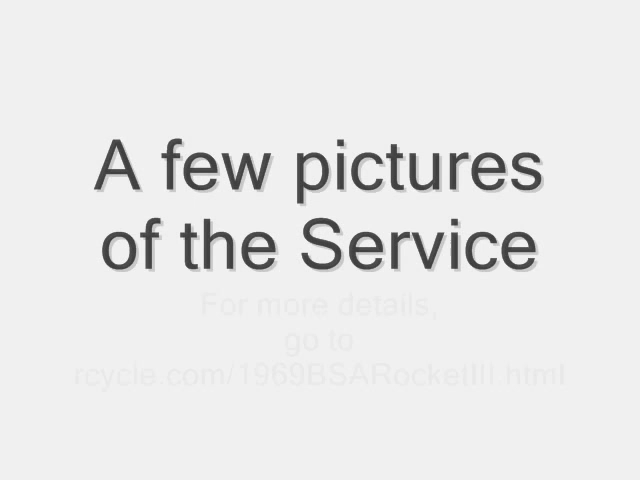 A few pictures
of the Service
For more details,
go to
rcycle.com/1969BSARocketIII.html